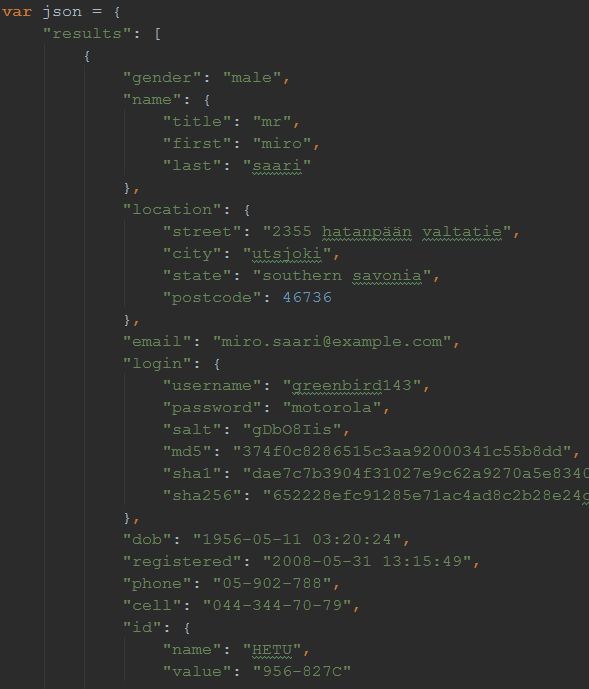 var json = {
"results": [
{
"gender": "male",
"name": {
"title": "mr",
"first": "miro",
"last": "saari"
},
"location": {
"street": "2355 hatanpään valtatie",
"city": "utsjoki",
"state": "southern savonia",
"postcode": 46736
},
"email": "miro.saari@example.com",
"login": {
"username": "greenbird143",
"password": "motorola",
"salt": "gDbO8Iis",
"md5": "374f0c8286515c3aa92000341c55b8dd",
"sha1": "dae7c7b3904f31027e9c62a9270a5e8340
"sha256": "652228efc91285e71ac4ad8c2b28e24g
},
"dob": "1956-05-11 03:20:24",
"registered": "2008-05-31 13:15:49",
"phone": "05-902-788",
"cell": "044-344-70-79",
"id": {
"name": "HETU",
"value": "956-827C"